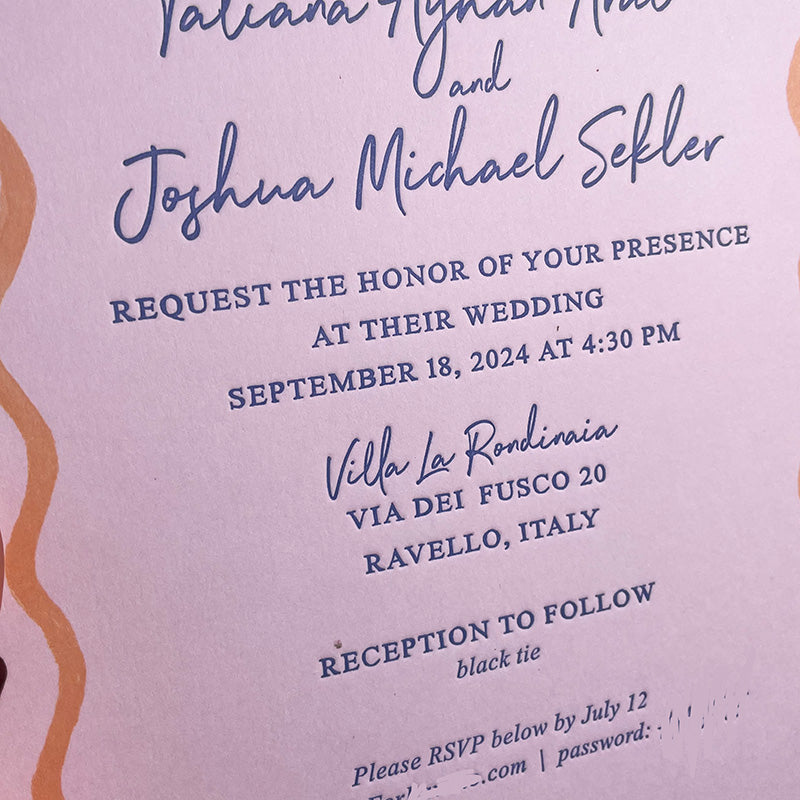 Tatiana
and
Joshua Michael Sekler
REQUEST THE HONOR OF YOUR PRESENCE
AT THEIR WEDDING
SEPTEMBER 18, 2024 AT 4:30 PM
Villa La Rondinaia
VIA DEI FUSCO 20
RAVELLO, ITALY
RECEPTION TO FOLLOW
black tie
Please RSVP below by July 12
.com | password: